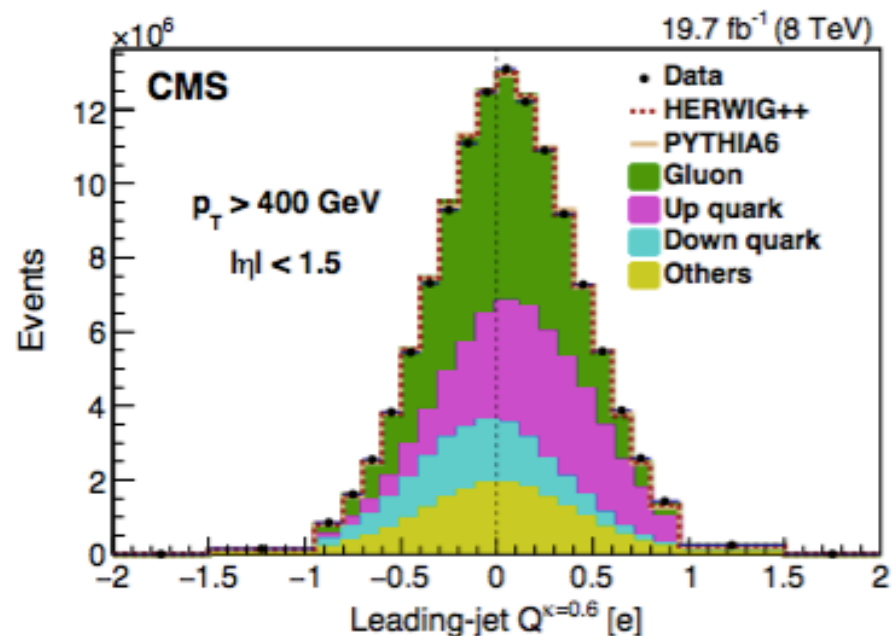 ×10⁶
19.7 fb⁻¹ (8 TeV)
CMS
Data
HERWIG++
PYTHIA6
Gluon
Up quark
Down quark
Others
p_T > 400 GeV
|η| < 1.5
Events
12
10
8
6
4
2
0
−2 −1.5 −1 −0.5 0 0.5 1 1.5 2
Leading-jet Q^κ=0.6 [e]